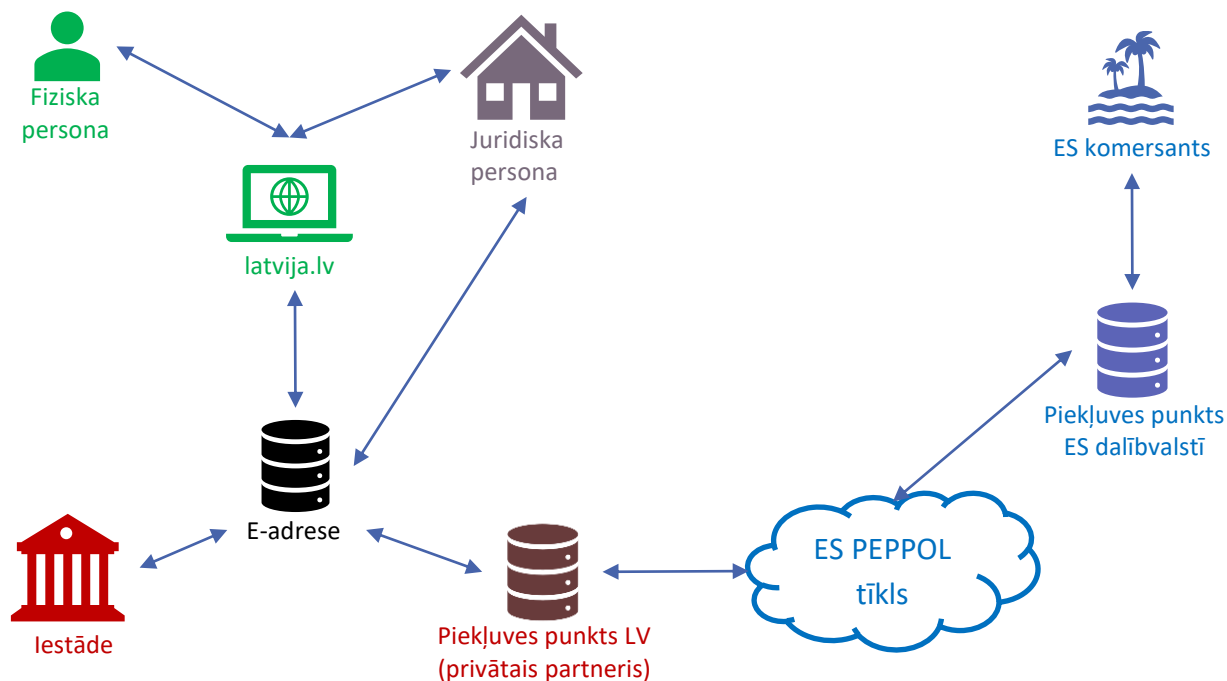 Fiziska
persona
Juridiska
persona
ES komersants
latvija.lv
Piekļuves punkts
ES dalībvalstī
E-adrese
ES PEPPOL
tīkls
Iestāde
Piekļuves punkts LV
(privātais partneris)